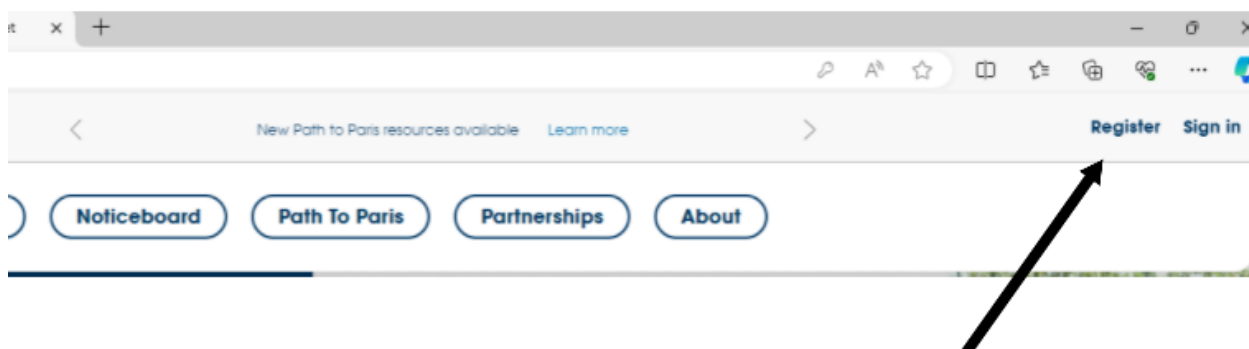 New Path to Paris resources available Learn more
Register Sign in
Noticeboard Path To Paris Partnerships About